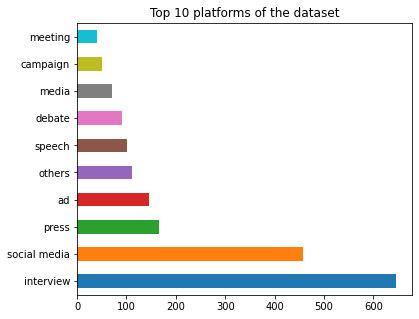 Top 10 platforms of the dataset
meeting
campaign
media
debate
speech
others
ad
press
social media
interview
0 100 200 300 400 500 600